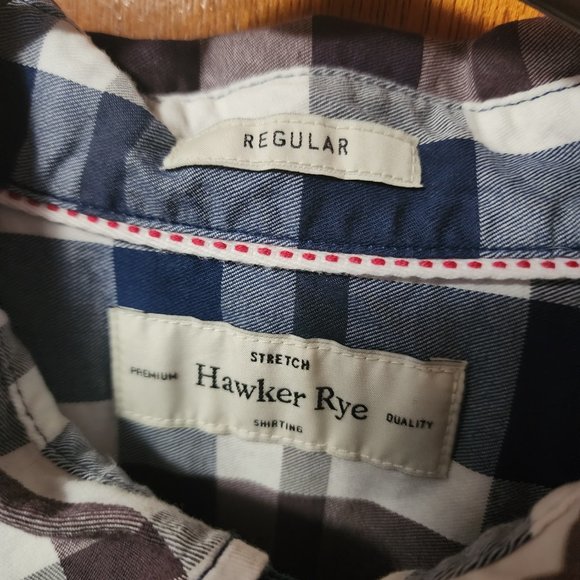 REGULAR
STRETCH
PREMIUM Hawker Rye QUALITY
SHIRTING